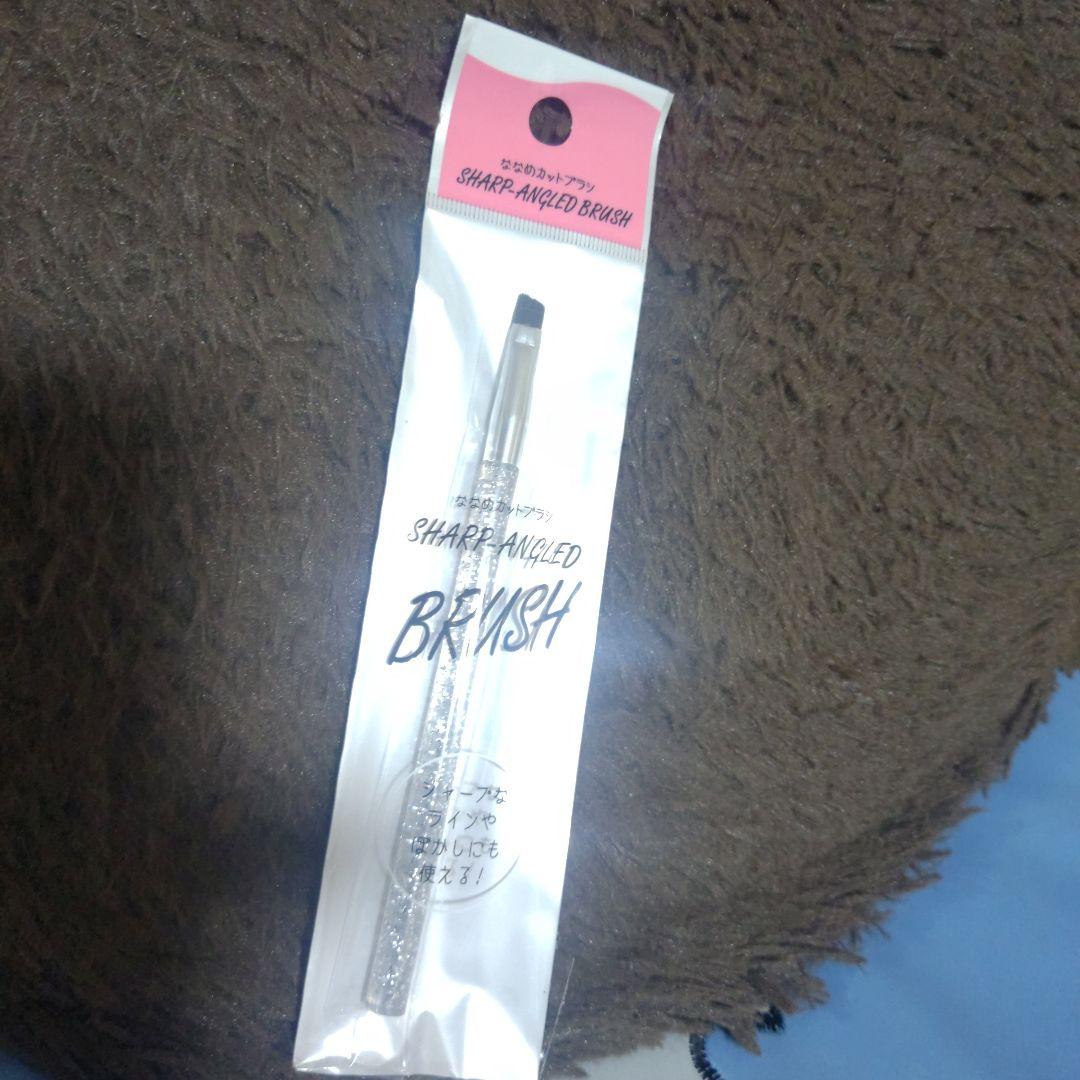 ななめカットブラシ
SHARP-ANGLED BRUSH
ななめカットブラシ
SHARP-ANGLED
BRUSH
シャープな
ラインや
ぼかしにも
使える!